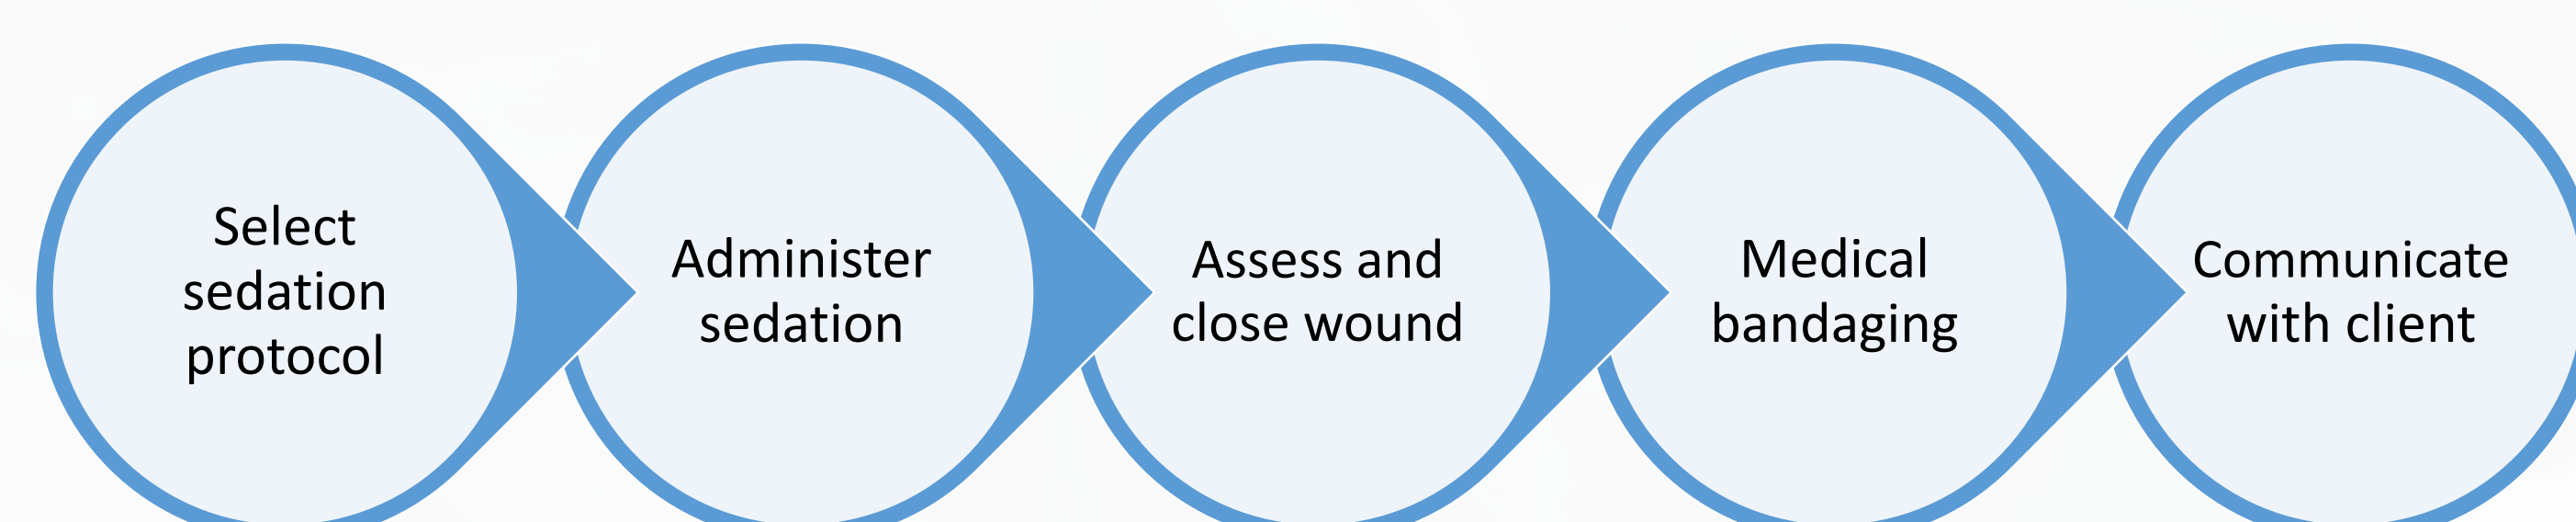 Select
sedation
protocol
Administer
sedation
Assess and
close wound
Medical
bandaging
Communicate
with client